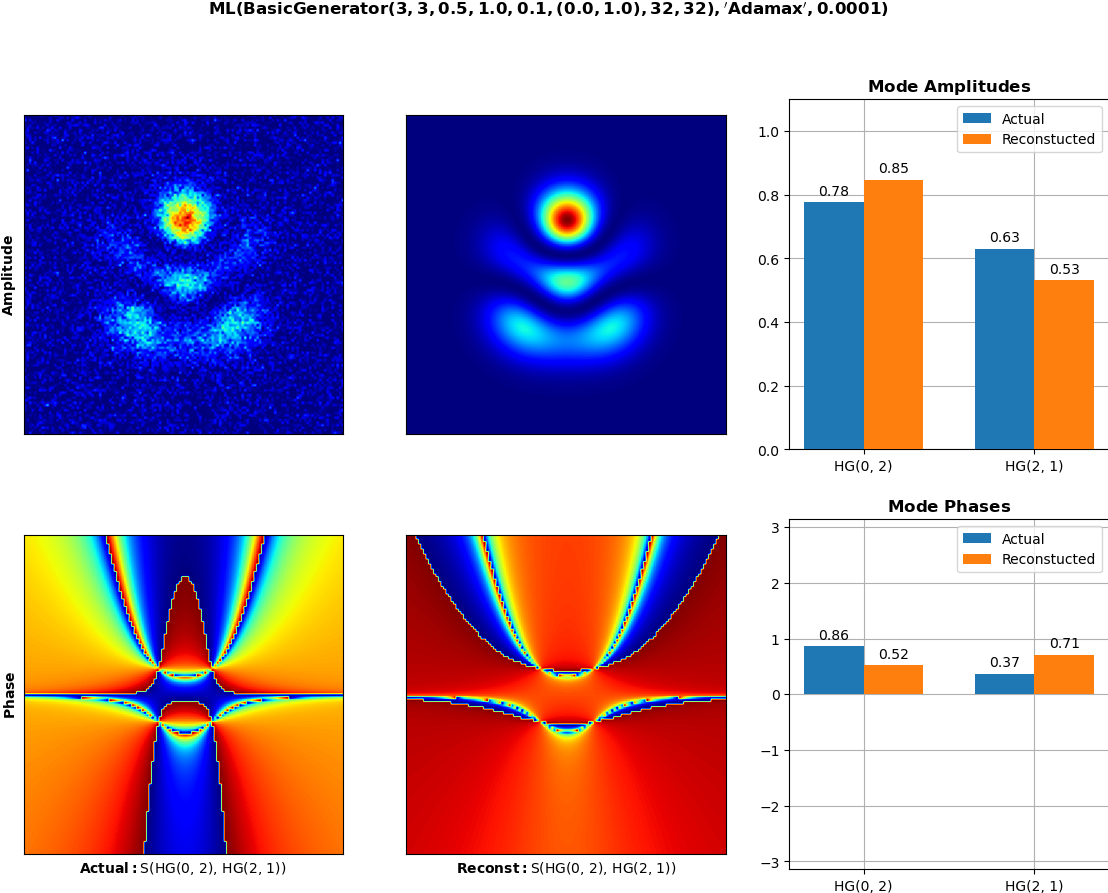 ML(BasicGenerator(3, 3, 0.5, 1.0, 0.1, (0.0, 1.0), 32, 32), ′Adamax′, 0.0001)
Amplitude
Mode Amplitudes
Actual
Reconstucted
1.0
0.8
0.6
0.4
0.2
0.0
0.78
0.85
0.63
0.53
HG(0, 2)
HG(2, 1)
Phase
Actual: S(HG(0, 2), HG(2, 1))
Reconst: S(HG(0, 2), HG(2, 1))
Mode Phases
Actual
Reconstucted
3
2
1
0
−1
−2
−3
0.86
0.52
0.37
0.71
HG(0, 2)
HG(2, 1)